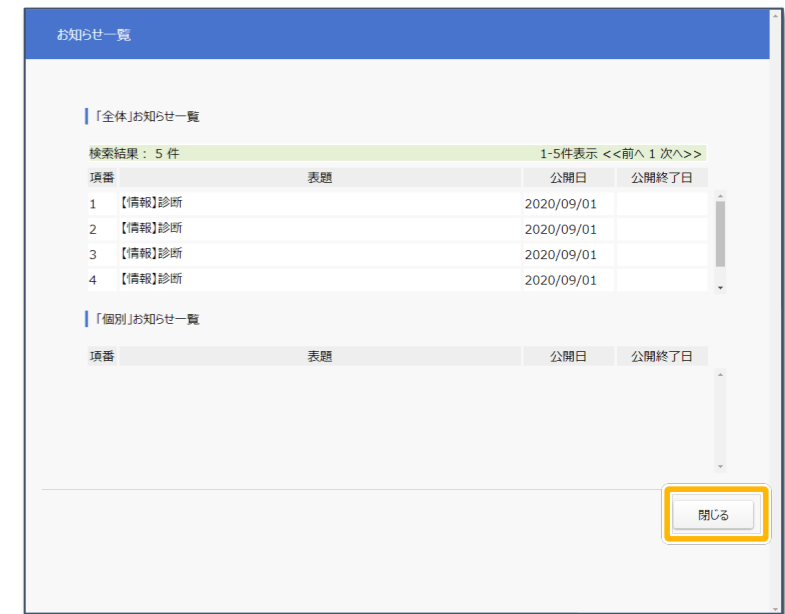 お知らせ一覧
「全体」お知らせ一覧
検索結果： 5 件 1-5件表示 <<前へ 1 次へ>>
項番 表題 公開日 公開終了日
1 【情報】診断 2020/09/01
2 【情報】診断 2020/09/01
3 【情報】診断 2020/09/01
4 【情報】診断 2020/09/01
「個別」お知らせ一覧
項番 表題 公開日 公開終了日
閉じる